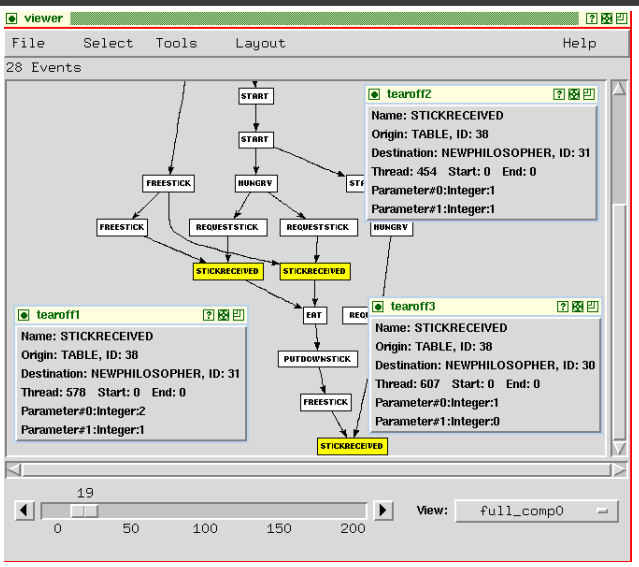 viewer
File Select Tools Layout Help
28 Events
START
START
FREESTICK HUNGRY STA
FREESTICK REQUESTSTICK REQUESTSTICK HUNGRY
STICKRECEIVED STICKRECEIVED
EAT REQU
PUTDOWNSTICK
FREESTICK
STICKRECEIVED
tearoff2
Name: STICKRECEIVED
Origin: TABLE, ID: 38
Destination: NEWPHILOSOPHER, ID: 31
Thread: 454 Start: 0 End: 0
Parameter#0:Integer:1
Parameter#1:Integer:1
tearoff1
Name: STICKRECEIVED
Origin: TABLE, ID: 38
Destination: NEWPHILOSOPHER, ID: 31
Thread: 578 Start: 0 End: 0
Parameter#0:Integer:2
Parameter#1:Integer:1
tearoff3
Name: STICKRECEIVED
Origin: TABLE, ID: 38
Destination: NEWPHILOSOPHER, ID: 30
Thread: 607 Start: 0 End: 0
Parameter#0:Integer:1
Parameter#1:Integer:0
19
0 50 100 150 200
View: full_comp0